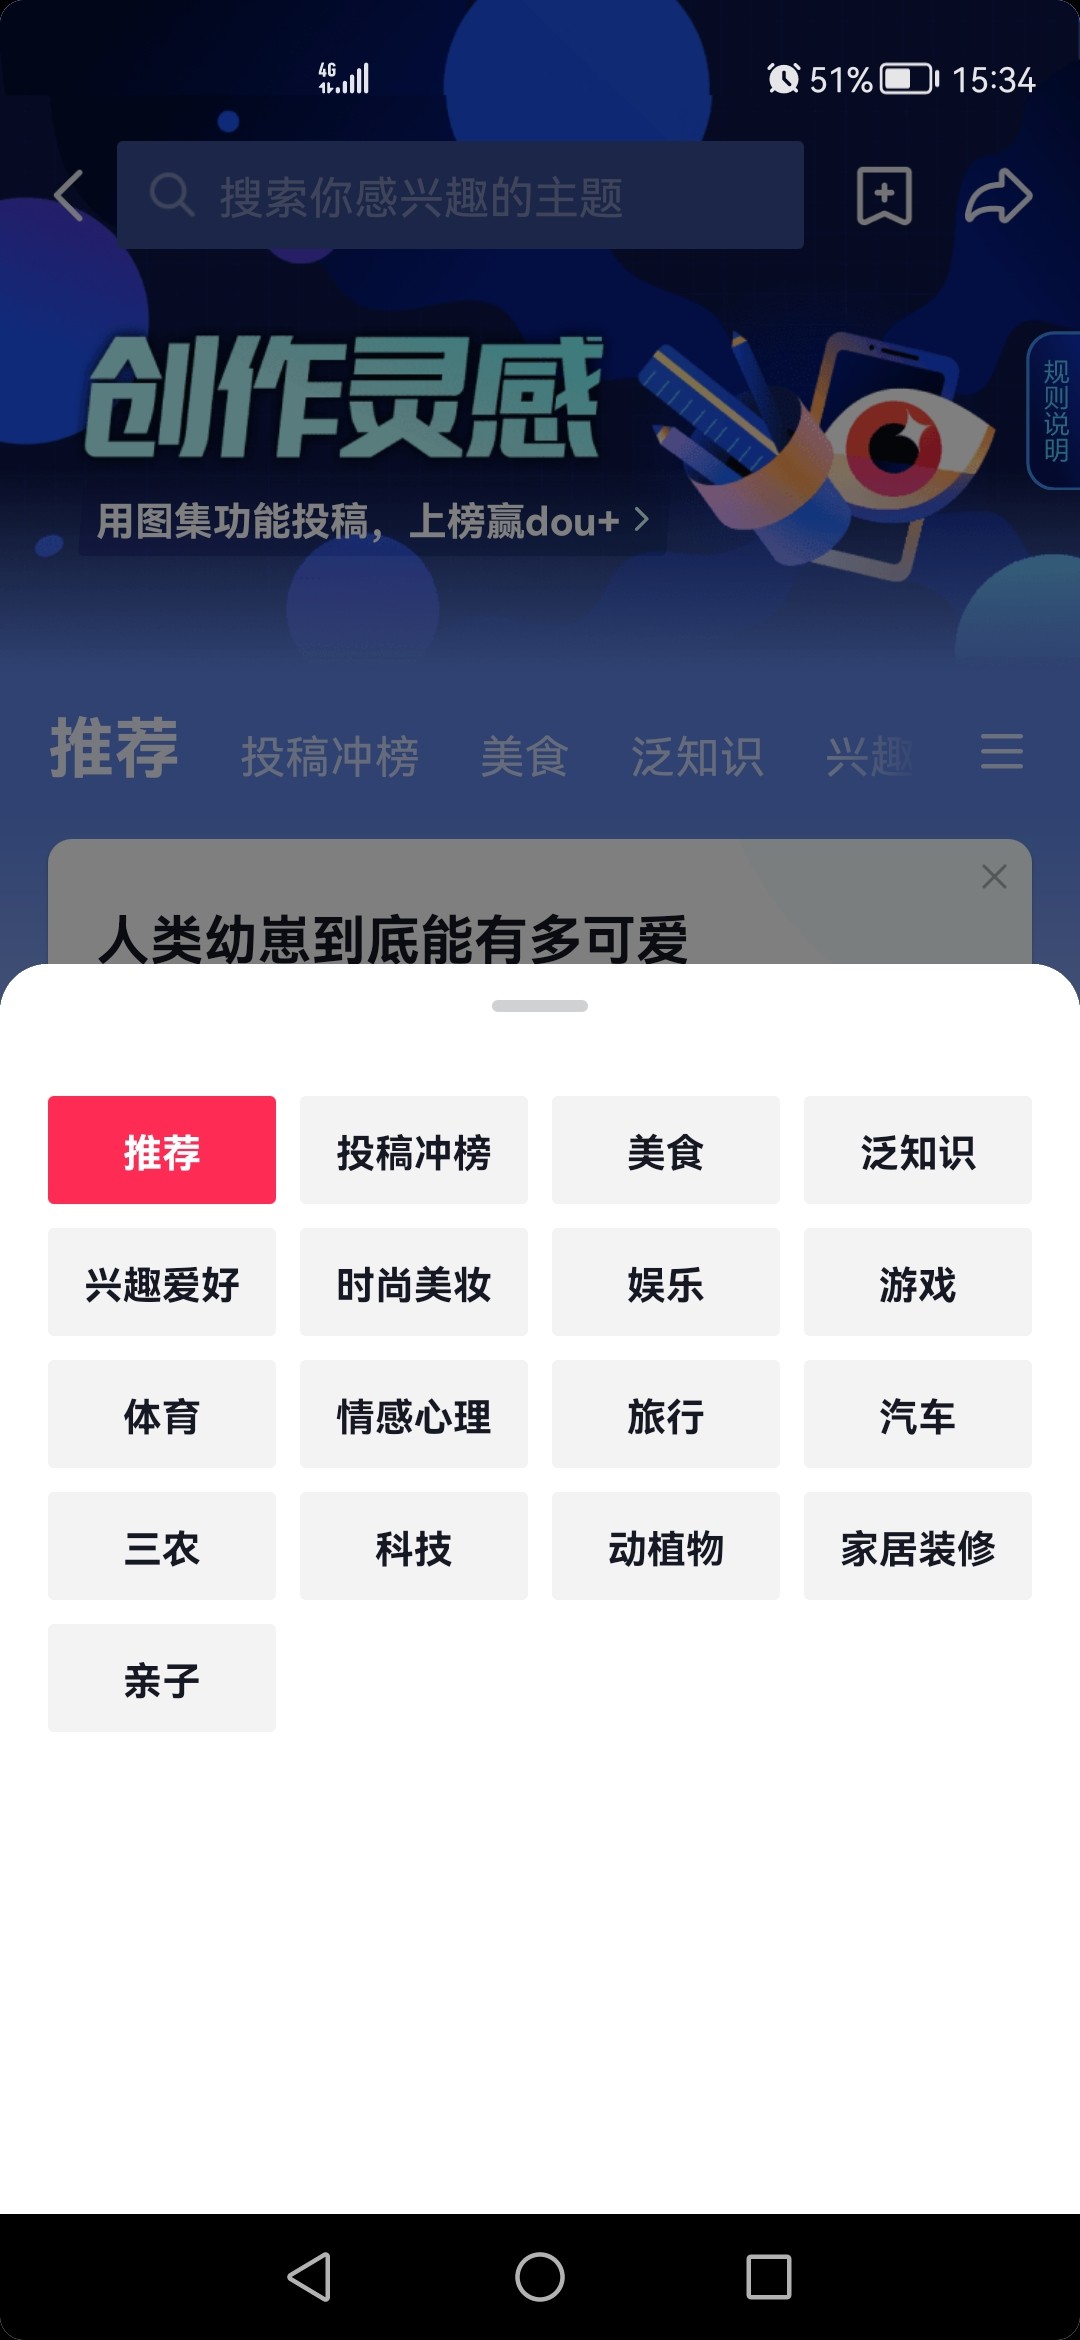 4G 51% 15:34
搜索你感兴趣的主题
创作灵感
规则说明
用图集功能投稿，上榜赢dou+ >
推荐 投稿冲榜 美食 泛知识 兴趣
人类幼崽到底能有多可爱
推荐 投稿冲榜 美食 泛知识
兴趣爱好 时尚美妆 娱乐 游戏
体育 情感心理 旅行 汽车
三农 科技 动植物 家居装修
亲子